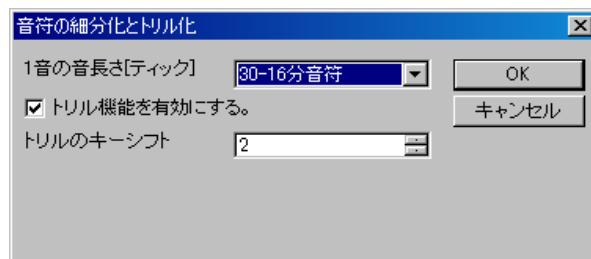 音符の細分化とトリル化
1音の音長さ[ティック]
30-16分音符
OK
トリル機能を有効にする。
キャンセル
トリルのキーシフト
2